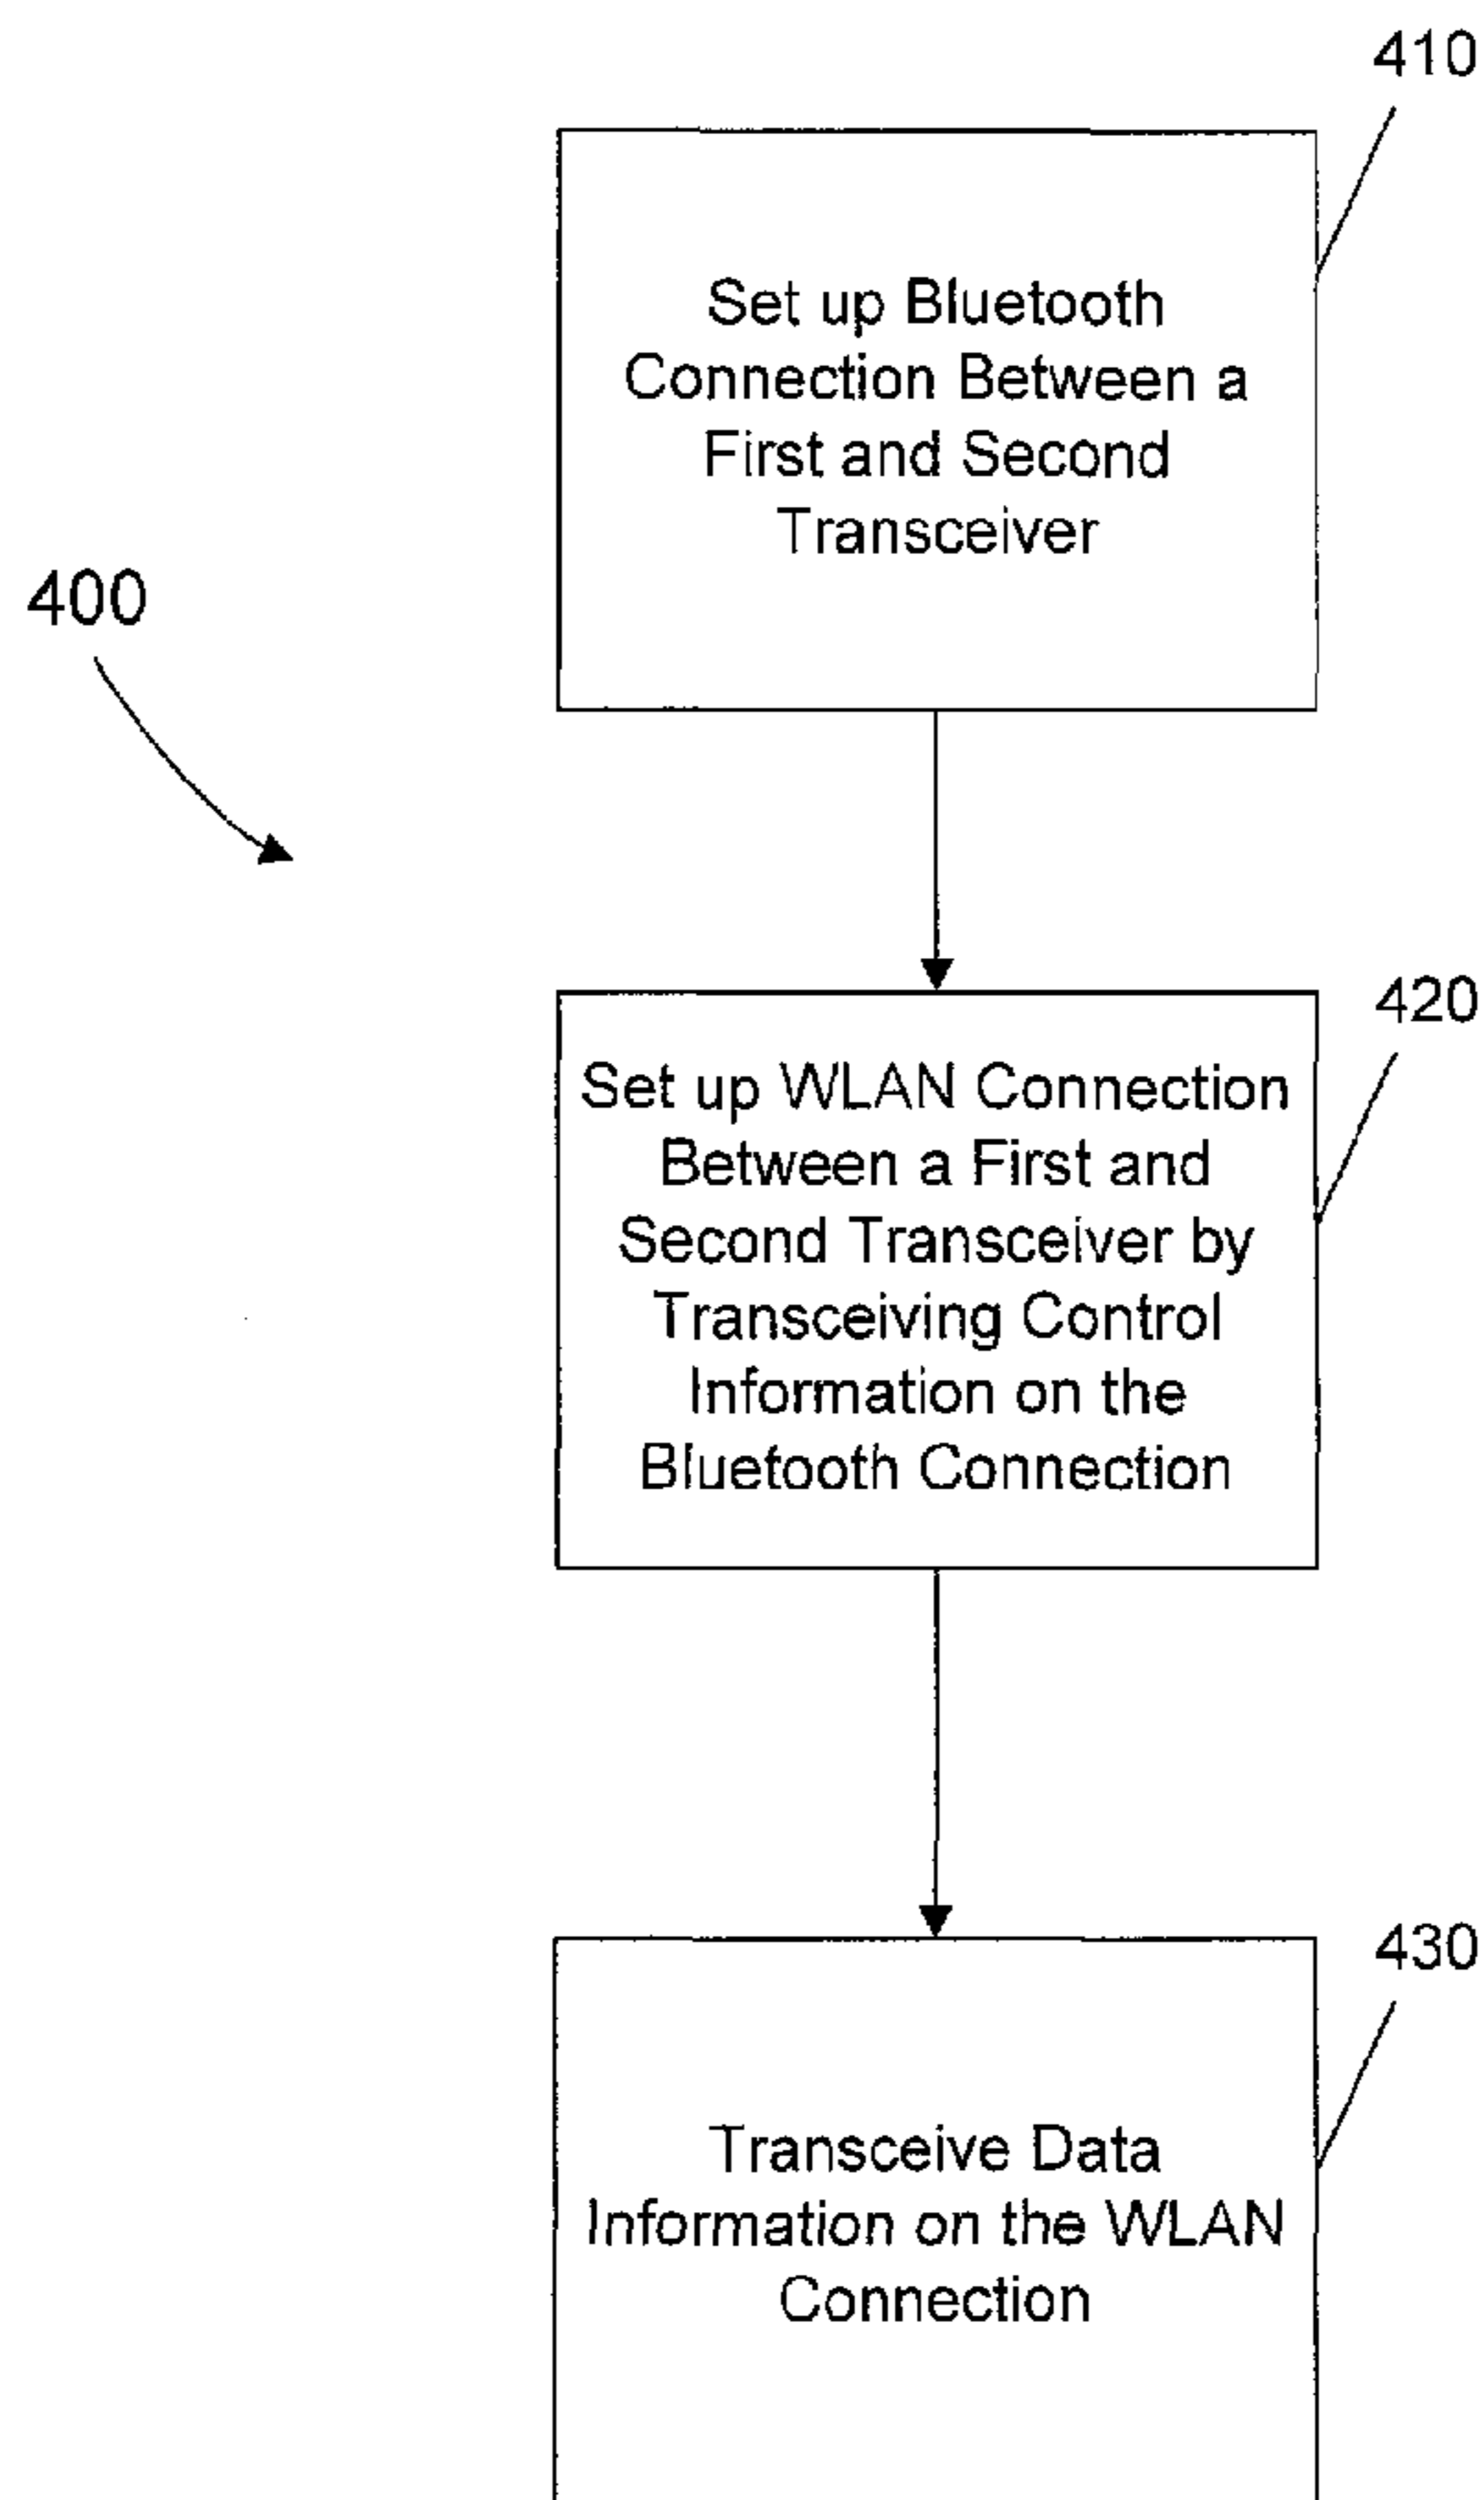 410
Set up Bluetooth
Connection Between a
First and Second
Transceiver
400
420
Set up WLAN Connection
Between a First and
Second Transceiver by
Transceiving Control
Information on the
Bluetooth Connection
430
Transceive Data
Information on the WLAN
Connection